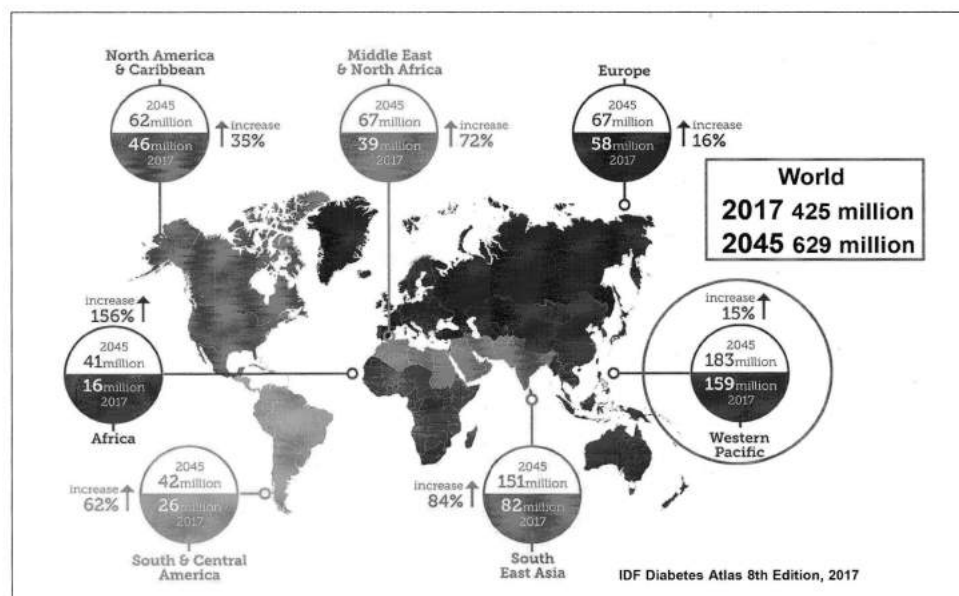 North America
& Caribbean
2045
62million
46million
2017
increase
35%
Middle East
& North Africa
2045
67million
39million
2017
increase
72%
Europe
2045
67million
58million
2017
increase
16%
World
2017 425 million
2045 629 million
increase
156%
2045
41million
16million
2017
Africa
increase
15%
2045
183million
159million
2017
Western
Pacific
increase
62%
2045
42million
26million
2017
South & Central
America
increase
84%
2045
151million
82million
2017
South
East Asia
IDF Diabetes Atlas 8th Edition, 2017